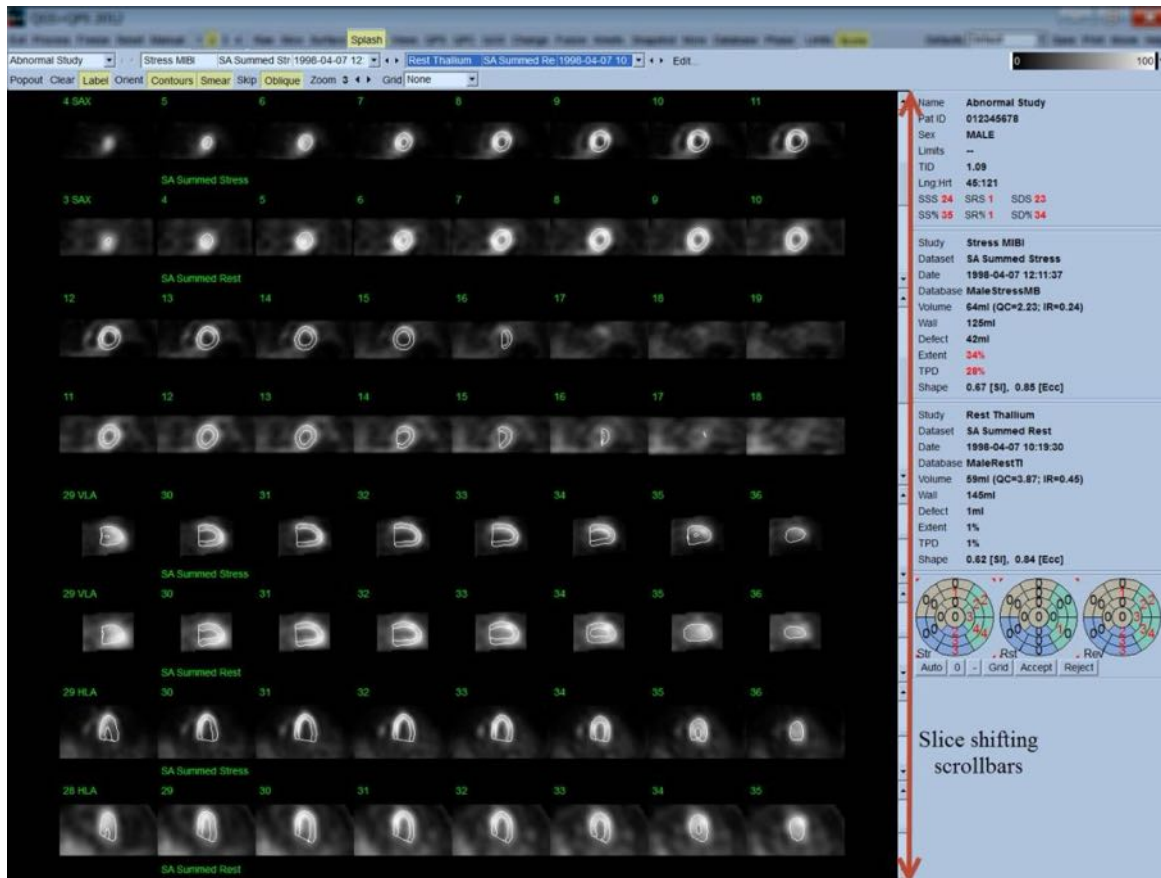 QGS+QPS 2012
Splash
Abnormal Study Stress MIBI SA Summed Str 1998-04-07 12: Rest Thallium SA Summed Re 1998-04-07 10: Edit...
0 100
Popout Clear Label Orient Contours Smear Skip Oblique Zoom 3 Grid None
4 SAX 5 6 7 8 9 10 11
SA Summed Stress
3 SAX 4 5 6 7 8 9 10
SA Summed Rest
12 13 14 15 16 17 18 19
11 12 13 14 15 16 17 18
29 VLA 30 31 32 33 34 35 36
SA Summed Stress
29 VLA 30 31 32 33 34 35 36
SA Summed Rest
29 HLA 30 31 32 33 34 35 36
SA Summed Stress
28 HLA 29 30 31 32 33 34 35
SA Summed Rest
Name Abnormal Study
Pat ID 012345678
Sex MALE
Limits --
TID 1.09
Lng:Hrt 45:121
SSS 24 SRS 1 SDS 23
SS% 35 SR% 1 SD% 34
Study Stress MIBI
Dataset SA Summed Stress
Date 1998-04-07 12:11:37
Database MaleStressMB
Volume 64ml (QC=2.23; IR=0.24)
Wall 125ml
Defect 42ml
Extent 34%
TPD 28%
Shape 0.67 [SI], 0.85 [Ecc]
Study Rest Thallium
Dataset SA Summed Rest
Date 1998-04-07 10:19:30
Database MaleRestTl
Volume 59ml (QC=3.87; IR=0.45)
Wall 145ml
Defect 1ml
Extent 1%
TPD 1%
Shape 0.62 [SI], 0.84 [Ecc]
Str Rst Rev
Auto 0 - Grid Accept Reject
Slice shifting
scrollbars